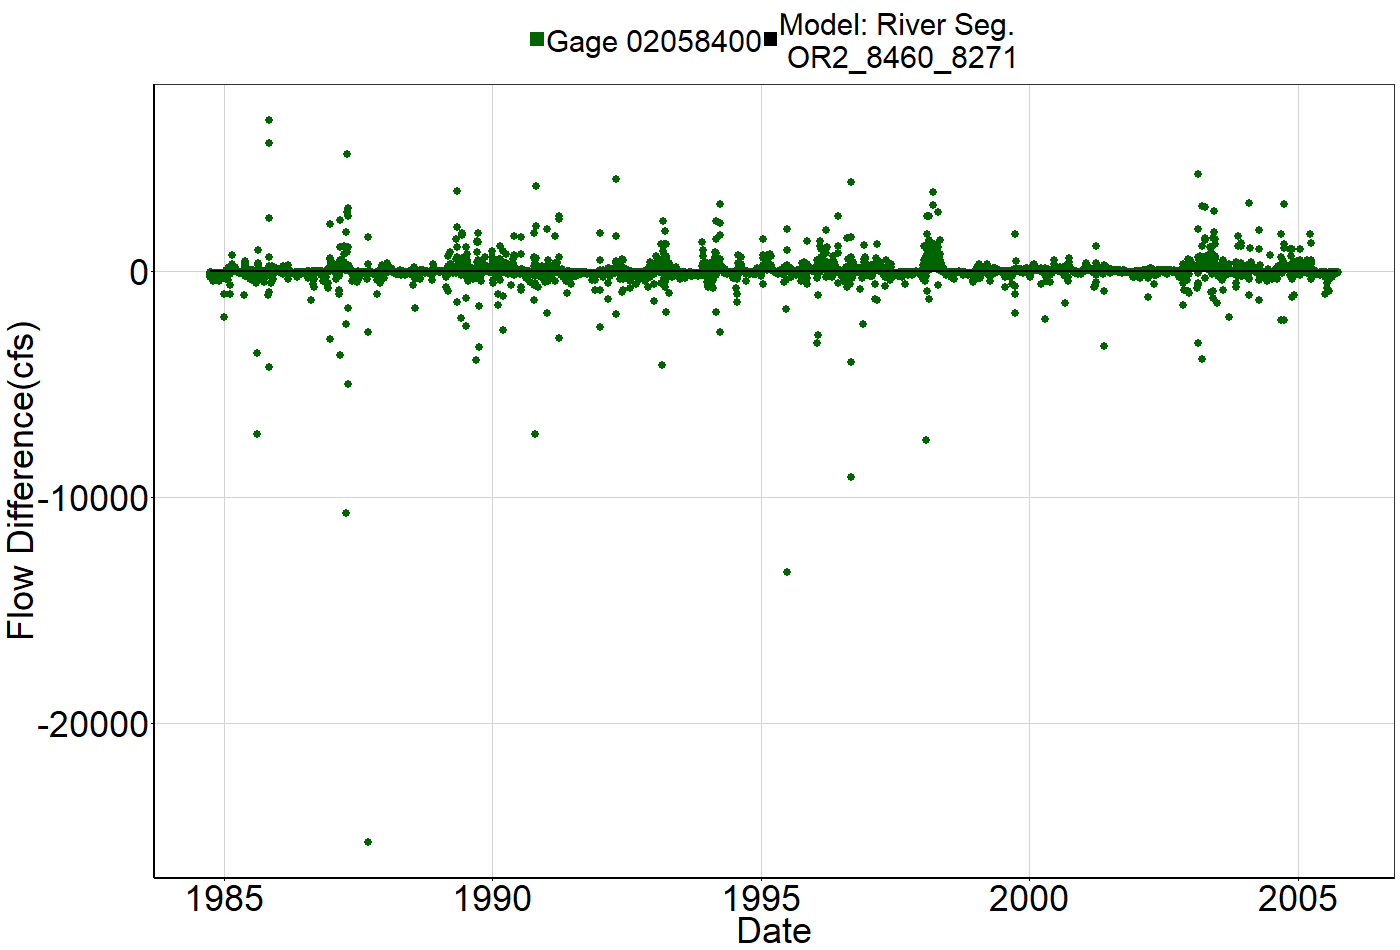 Gage 02058400
Model: River Seg.
OR2_8460_8271
Flow Difference(cfs)
0
-10000
-20000
1985 1990 1995 2000 2005
Date